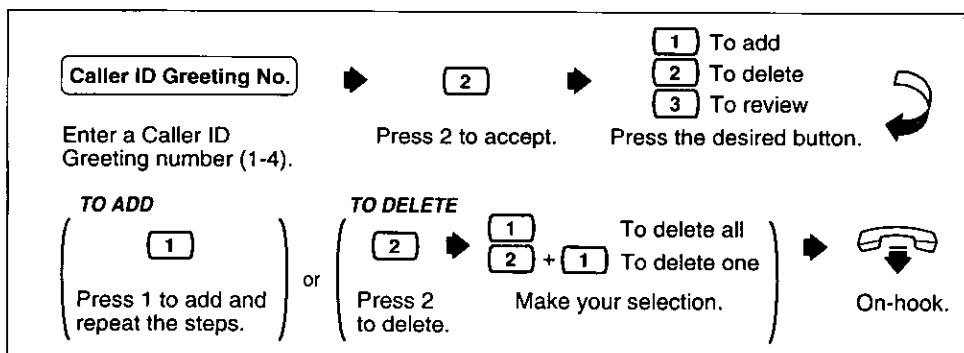 Caller ID Greeting No.
2
1 To add
2 To delete
3 To review
Enter a Caller ID
Greeting number (1-4).
Press 2 to accept.
Press the desired button.
TO ADD
1
Press 1 to add and
repeat the steps.
or
TO DELETE
2
Press 2
to delete.
1 To delete all
2 + 1 To delete one
Make your selection.
On-hook.